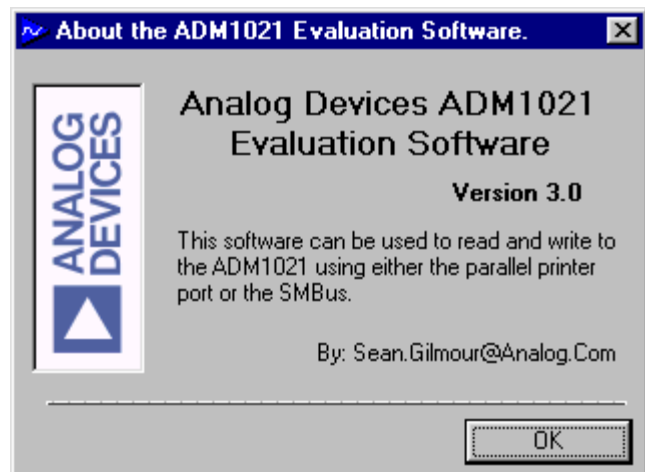 About the ADM1021 Evaluation Software.
ANALOG
DEVICES
Analog Devices ADM1021
Evaluation Software
Version 3.0
This software can be used to read and write to
the ADM1021 using either the parallel printer
port or the SMBus.
By: Sean.Gilmour@Analog.Com
OK